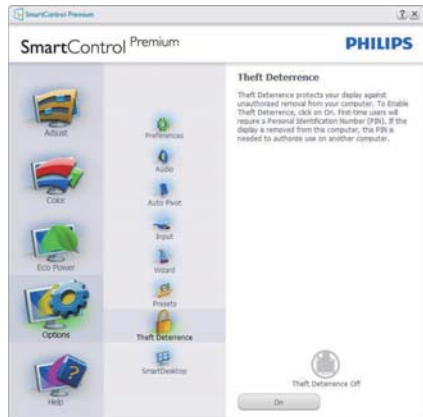 SmartControl Premium
SmartControl Premium
PHILIPS
Adjust
Color
Eco Power
Options
Help
Preferences
Audio
Auto Pivot
Input
Wizard
Presets
Theft Deterrence
SmartDesktop
Theft Deterrence
Theft Deterrence protects your display against
unauthorized removal from your computer. To Enable
Theft Deterrence, click on On. First-time users will
require a Personal Identification Number (PIN). If the
display is removed from this computer, this PIN is
needed to authorize use on another computer.
Theft Deterrence Off
On